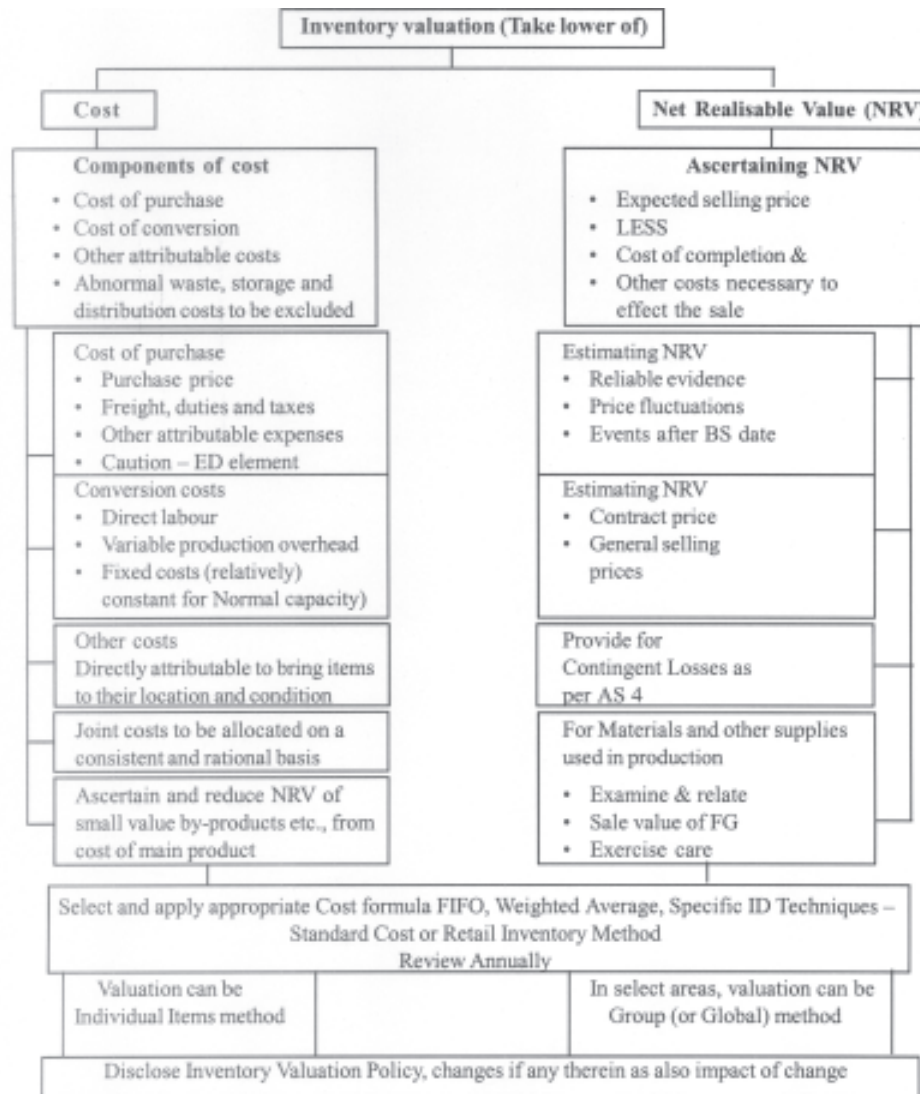 Inventory valuation (Take lower of)
Cost
Components of cost
• Cost of purchase
• Cost of conversion
• Other attributable costs
• Abnormal waste, storage and
distribution costs to be excluded
Cost of purchase
• Purchase price
• Freight, duties and taxes
• Other attributable expenses
• Caution – ED element
Conversion costs
• Direct labour
• Variable production overhead
• Fixed costs (relatively)
constant for Normal capacity)
Other costs
Directly attributable to bring items
to their location and condition
Joint costs to be allocated on a
consistent and rational basis
Ascertain and reduce NRV of
small value by-products etc., from
cost of main product
Net Realisable Value (NRV)
Ascertaining NRV
• Expected selling price
• LESS
• Cost of completion &
• Other costs necessary to
effect the sale
Estimating NRV
• Reliable evidence
• Price fluctuations
• Events after BS date
Estimating NRV
• Contract price
• General selling
prices
Provide for
Contingent Losses as
per AS 4
For Materials and other supplies
used in production
• Examine & relate
• Sale value of FG
• Exercise care
Select and apply appropriate Cost formula FIFO, Weighted Average, Specific ID Techniques –
Standard Cost or Retail Inventory Method
Review Annually
Valuation can be
Individual Items method
In select areas, valuation can be
Group (or Global) method
Disclose Inventory Valuation Policy, changes if any therein as also impact of change